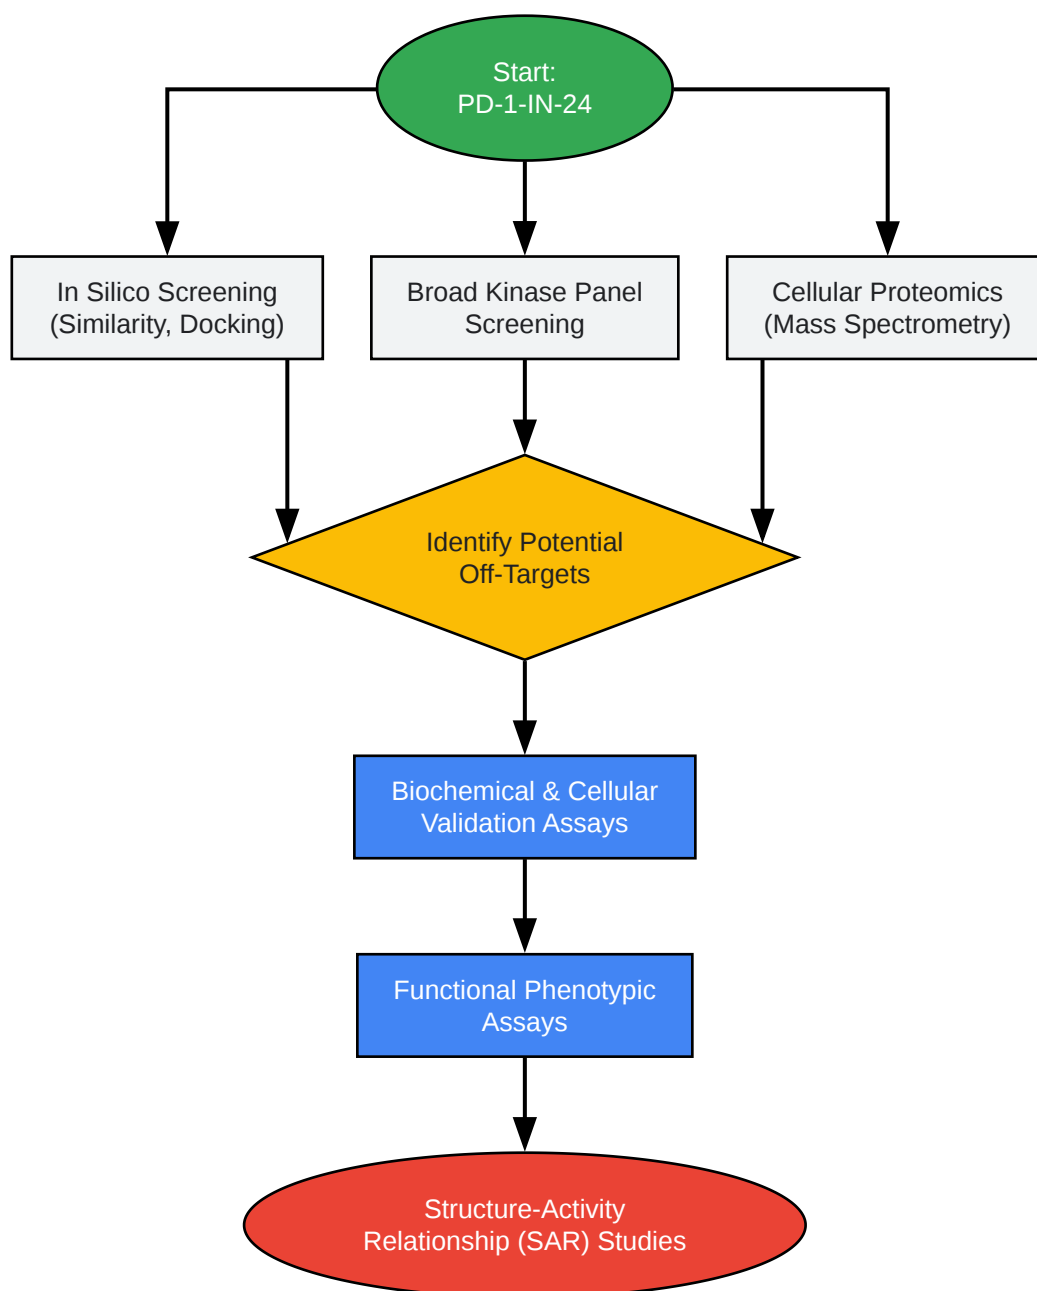 Start:
PD-1-IN-24
In Silico Screening
(Similarity, Docking)
Broad Kinase Panel
Screening
Cellular Proteomics
(Mass Spectrometry)
Identify Potential
Off-Targets
Biochemical & Cellular
Validation Assays
Functional Phenotypic
Assays
Structure-Activity
Relationship (SAR) Studies